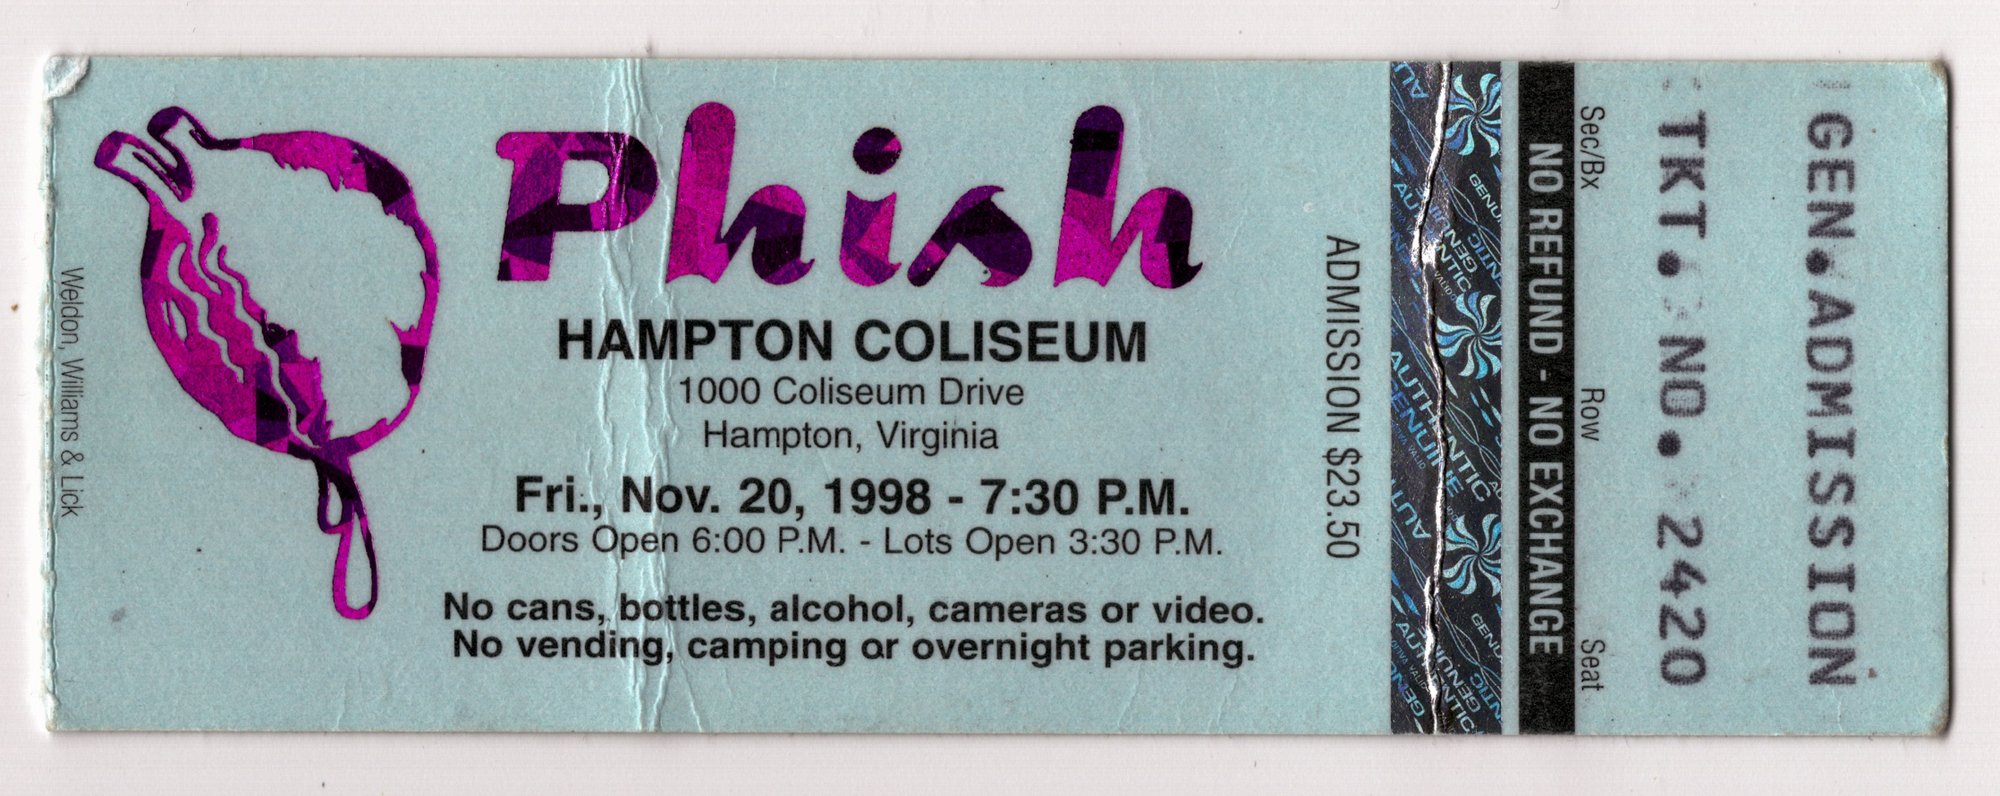 Phish
HAMPTON COLISEUM
1000 Coliseum Drive
Hampton, Virginia
Fri., Nov. 20, 1998 - 7:30 P.M.
Doors Open 6:00 P.M. - Lots Open 3:30 P.M.
No cans, bottles, alcohol, cameras or video.
No vending, camping or overnight parking.
Weldon, Williams & Lick
ADMISSION $23.50
AUTHENTIC
GENUINE
NO REFUND - NO EXCHANGE
Sec/Bx Row Seat
TKT. NO. 2420
GEN. ADMISSION